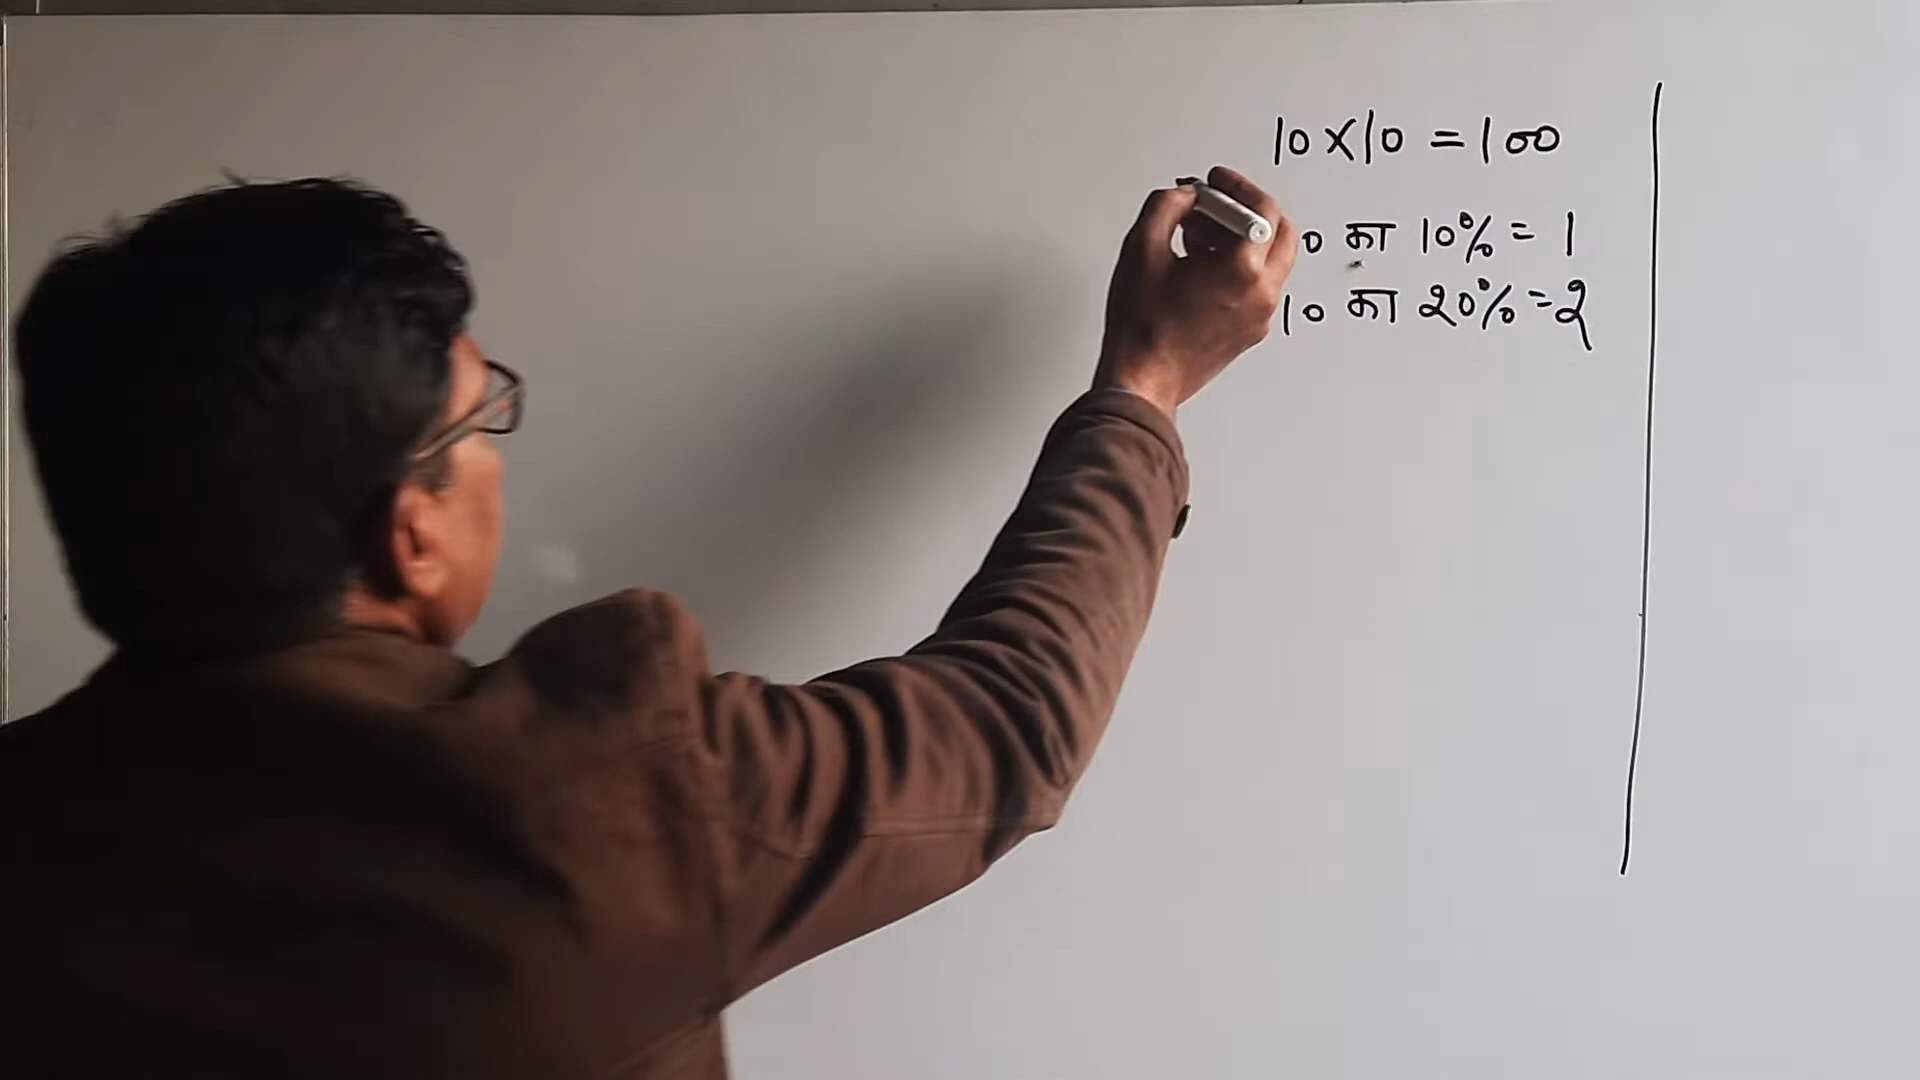 10 × 10 = 100
0 का 10% = 1
10 का 20% = 2